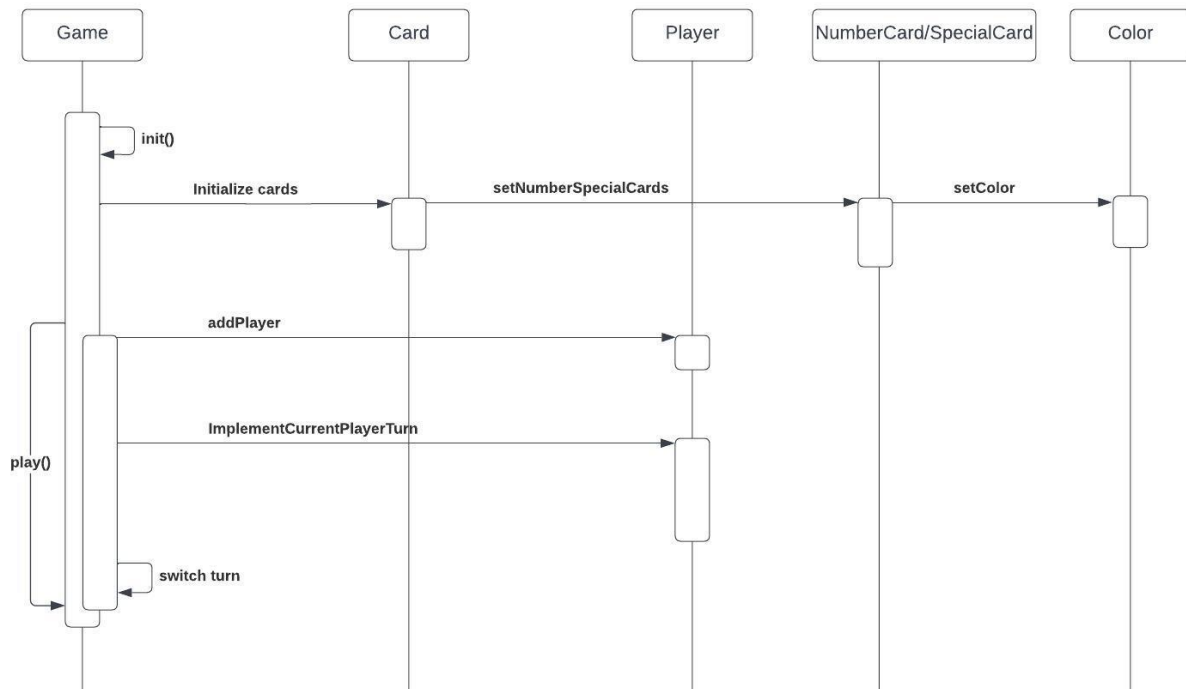 Game
Card
Player
NumberCard/SpecialCard
Color
init()
Initialize cards
setNumberSpecialCards
setColor
addPlayer
ImplementCurrentPlayerTurn
play()
switch turn